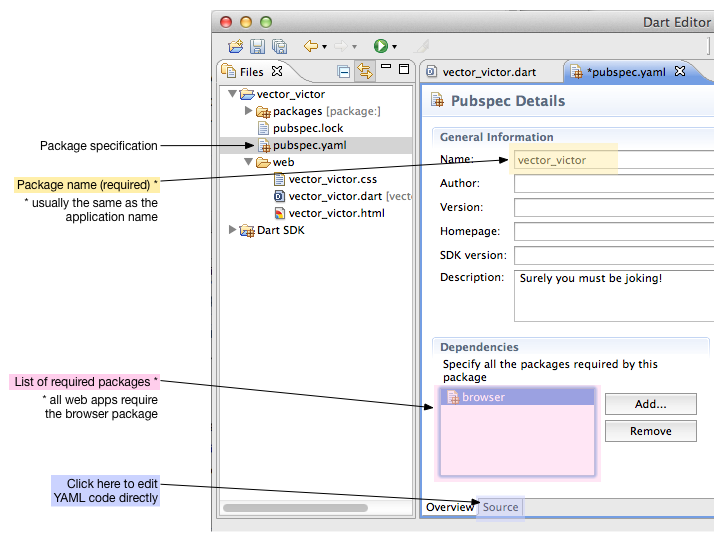 Dart Editor
Files
vector_victor.dart
*pubspec.yaml
vector_victor
packages [package:]
pubspec.lock
pubspec.yaml
web
vector_victor.css
vector_victor.dart [vect
vector_victor.html
Dart SDK
Package specification
Package name (required) *
* usually the same as the
application name
List of required packages *
* all web apps require
the browser package
Click here to edit
YAML code directly
Pubspec Details
General Information
Name:
vector_victor
Author:
Version:
Homepage:
SDK version:
Description:
Surely you must be joking!
Dependencies
Specify all the packages required by this
package
browser
Add...
Remove
Overview
Source